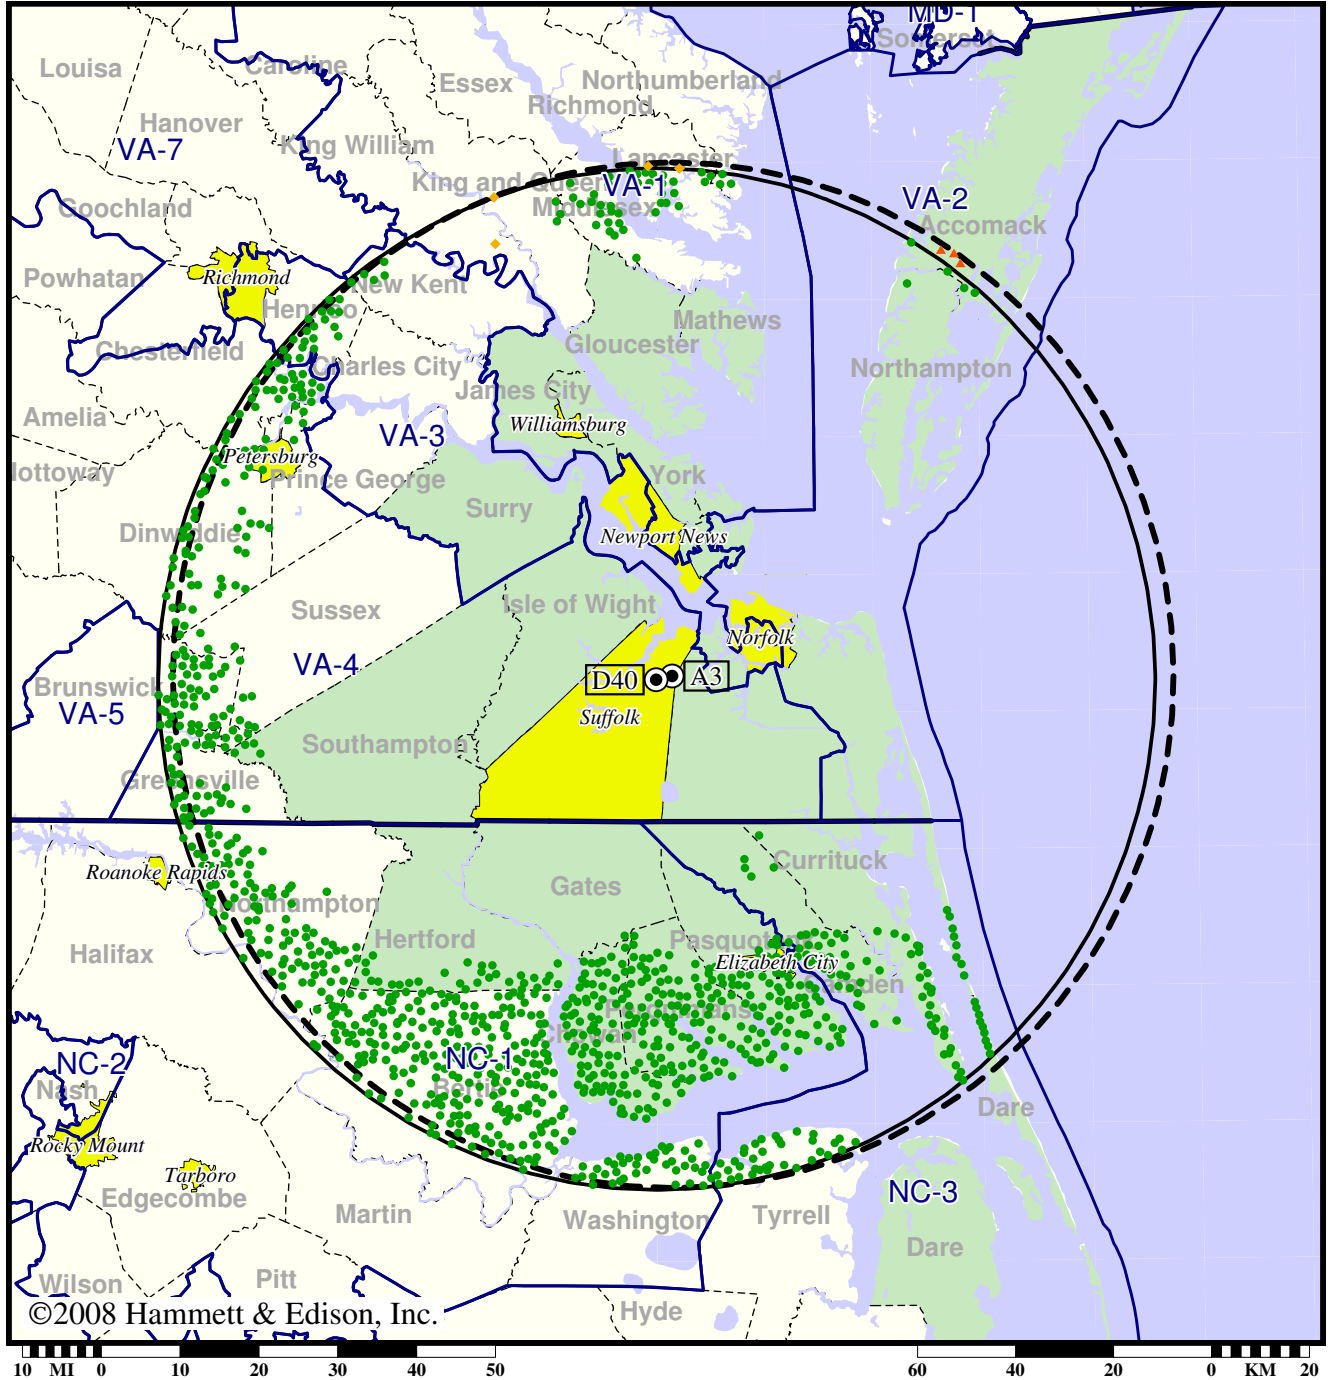 MD-1
Somerset
Louisa
Caroline
Essex
Northumberland
Richmond
Hanover
VA-7
King William
Lancaster
King and Queen
VA-1
VA-2
Goochland
Middlesex
Accomack
Powhatan
Richmond
New Kent
Henrico
Mathews
Chesterfield
Gloucester
Charles City
Northampton
James City
Amelia
Williamsburg
VA-3
Petersburg
Nottoway
Prince George
York
Surry
Dinwiddie
Newport News
Sussex
Isle of Wight
Norfolk
VA-4
D40
A3
Brunswick
VA-5
Suffolk
Southampton
Greensville
Currituck
Roanoke Rapids
Gates
Northampton
Hertford
Pasquotank
Halifax
Elizabeth City
Camden
Perquimans
Chowan
NC-1
NC-2
Nash
Bertie
Dare
Rocky Mount
Tarboro
Edgecombe
NC-3
Martin
Washington
Tyrrell
Dare
Wilson
Pitt
Hyde
©2008 Hammett & Edison, Inc.
10 MI 0 10 20 30 40 50
60 40 20 0 KM 20